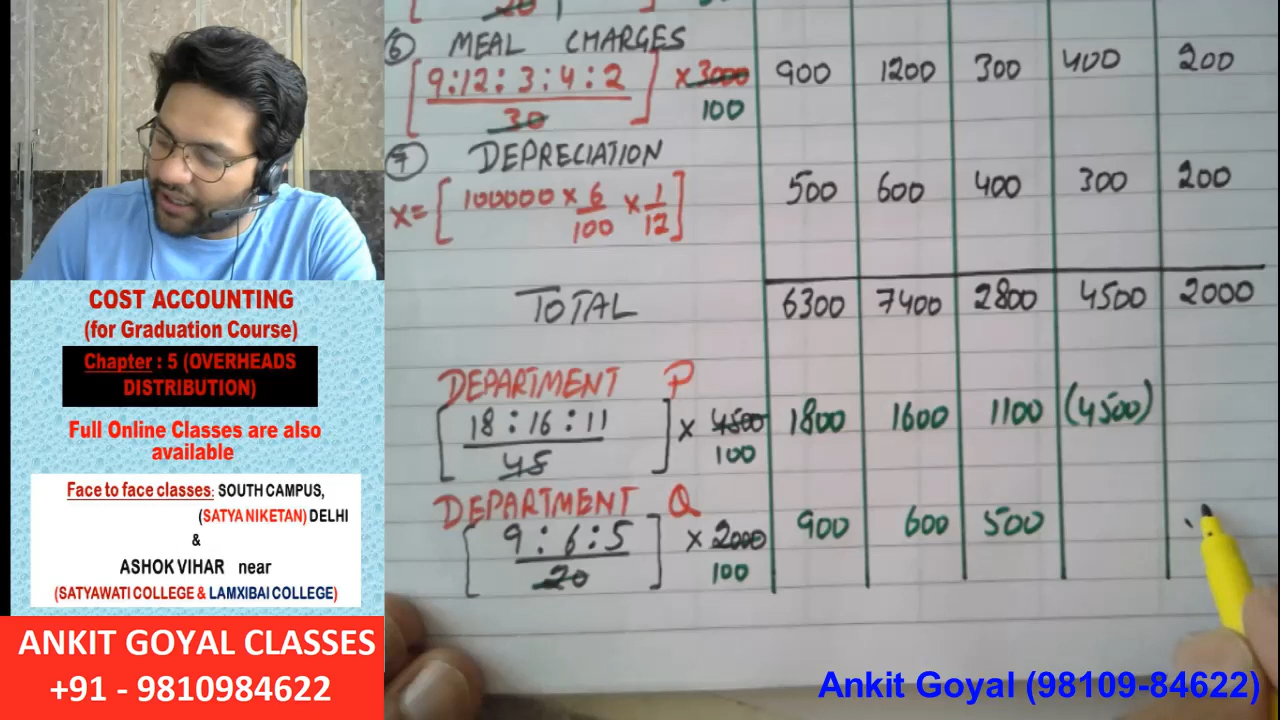 20
⑥ MEAL CHARGES
[9:12:3:4:2 / 30] × 3000 900 1200 300 400 200
100
⑦ DEPRECIATION
x= [100000 × 6/100 × 1/12] 500 600 400 300 200
TOTAL 6300 7400 2800 4500 2000
DEPARTMENT P
[18:16:11 / 45] × 4500 1800 1600 1100 (4500)
100
DEPARTMENT Q
[9:6:5 / 20] × 2000 900 600 500
100
COST ACCOUNTING
(for Graduation Course)
Chapter : 5 (OVERHEADS
DISTRIBUTION)
Full Online Classes are also
available
Face to face classes: SOUTH CAMPUS,
(SATYA NIKETAN) DELHI
&
ASHOK VIHAR near
(SATYAWATI COLLEGE & LAMXIBAI COLLEGE)
ANKIT GOYAL CLASSES
+91 - 9810984622
Ankit Goyal (98109-84622)